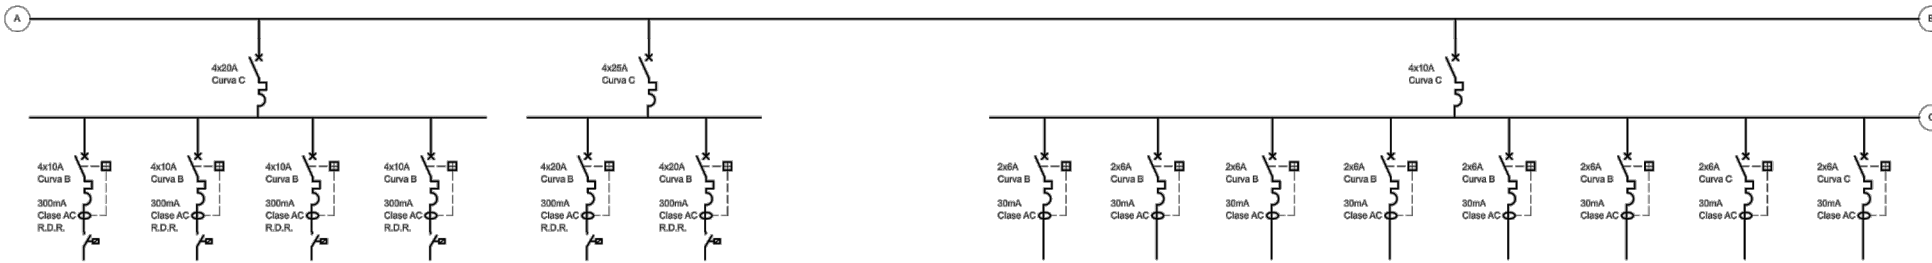 A
B
4x20A
Curva C
4x25A
Curva C
4x10A
Curva C
C
4x10A
Curva B
300mA
Clase AC
R.D.R.
4x10A
Curva B
300mA
Clase AC
R.D.R.
4x10A
Curva B
300mA
Clase AC
R.D.R.
4x10A
Curva B
300mA
Clase AC
R.D.R.
4x20A
Curva B
300mA
Clase AC
R.D.R.
4x20A
Curva B
300mA
Clase AC
R.D.R.
2x6A
Curva B
30mA
Clase AC
2x6A
Curva B
30mA
Clase AC
2x6A
Curva B
30mA
Clase AC
2x6A
Curva B
30mA
Clase AC
2x6A
Curva B
30mA
Clase AC
2x6A
Curva B
30mA
Clase AC
2x6A
Curva C
30mA
Clase AC
2x6A
Curva C
30mA
Clase AC